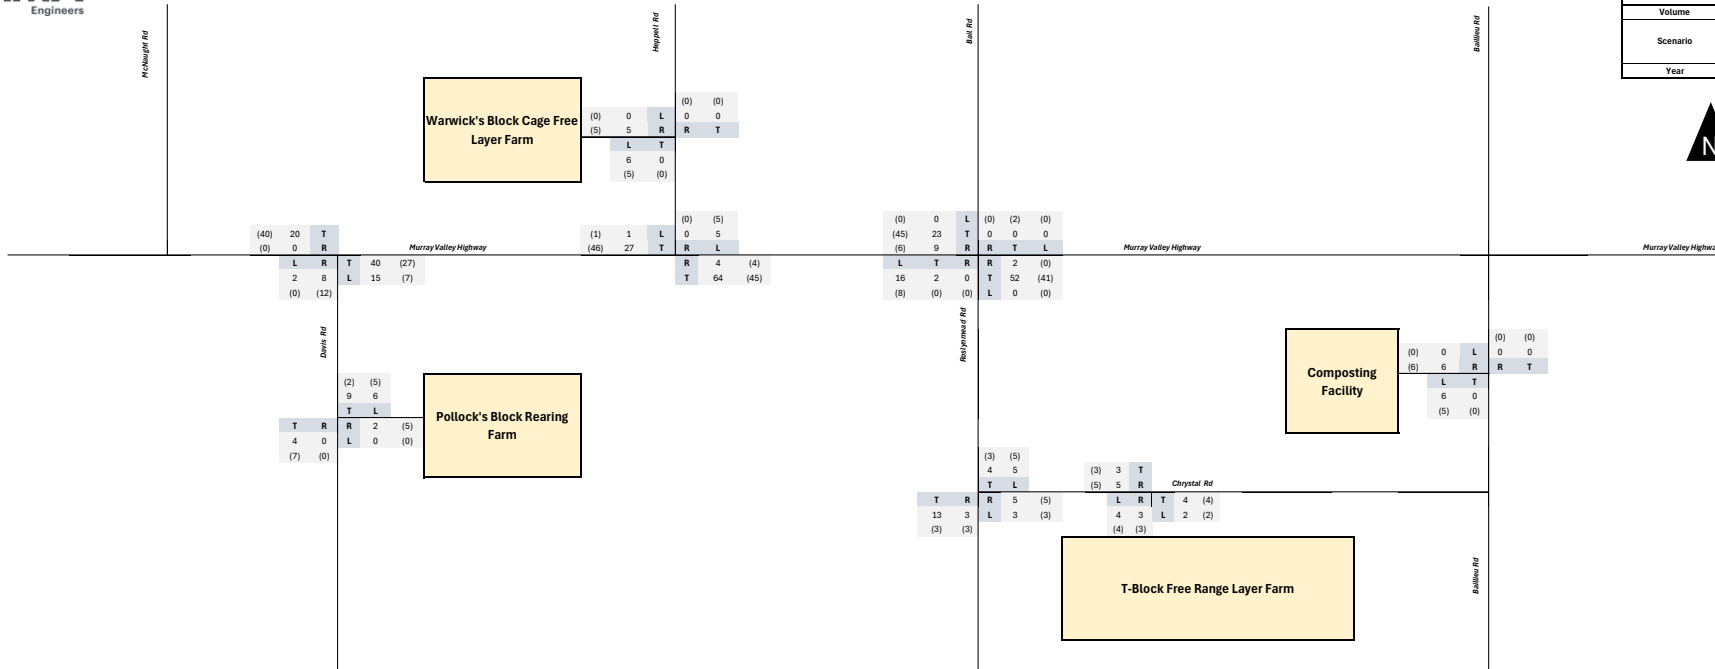 Engineers
McNaught Rd
Heppell Rd
Ball Rd
Baillieu Rd
Volume
Scenario
Year
N
Warwick's Block Cage Free
Layer Farm
(0) (0)
(0) 0 L 0 0
(5) 5 R R T
L T
6 0
(5) (0)
(40) 20 T
(0) 0 R
Murray Valley Highway
L R T 40 (27)
2 8 L 15 (7)
(0) (12)
(0) (5)
(1) 1 L 0 5
(46) 27 T R L
R 4 (4)
T 64 (45)
(0) 0 L (0) (2) (0)
(45) 23 T 0 0 0
(6) 9 R R T L
L T R R 2 (0)
16 2 0 T 52 (41)
(8) (0) (0) L 0 (0)
Murray Valley Highway
Davis Rd
Roslynmead Rd
(2) (5)
9 6
T L
T R R 2 (5)
4 0 L 0 (0)
(7) (0)
Pollock's Block Rearing
Farm
Composting
Facility
(0) (0)
(0) 0 L 0 0
(6) 6 R R T
L T
6 0
(5) (0)
(3) (5)
4 5
T L
T R R 5 (5)
13 3 L 3 (3)
(3) (3)
(3) 3 T
(5) 5 R
Chrystal Rd
L R T 4 (4)
4 3 L 2 (2)
(4) (3)
T-Block Free Range Layer Farm
Baillieu Rd